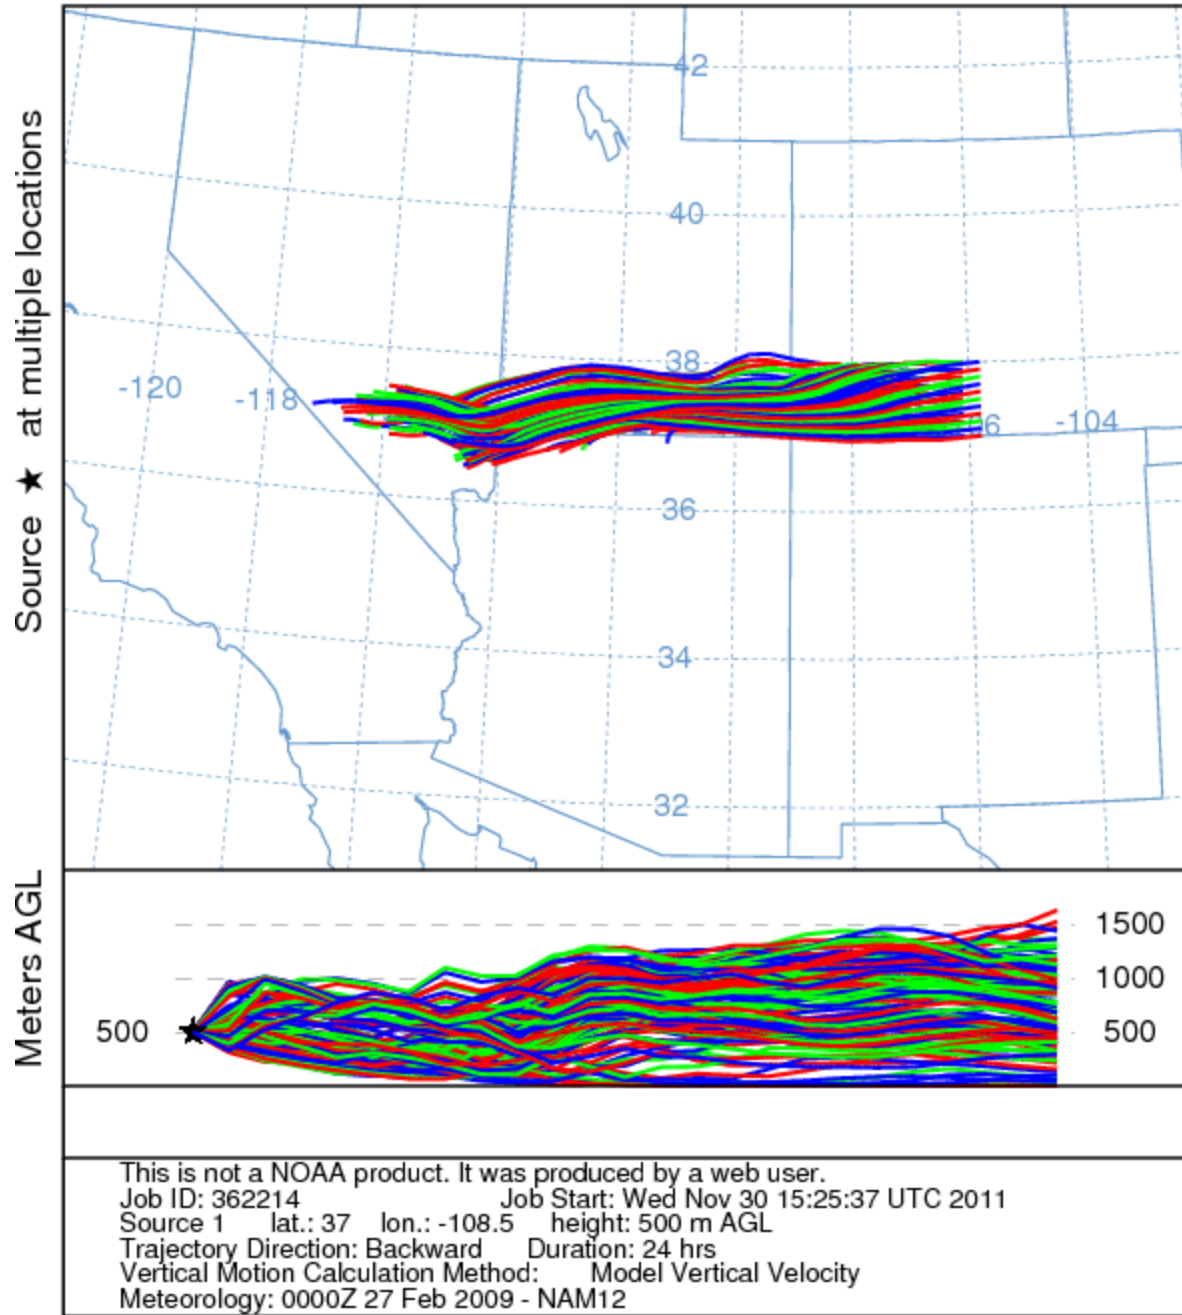 Source ★ at multiple locations
42
40
38
-120
-118
6
-104
36
34
32
Meters AGL
1500
1000
500
500
This is not a NOAA product. It was produced by a web user.
Job ID: 362214 Job Start: Wed Nov 30 15:25:37 UTC 2011
Source 1 lat.: 37 lon.: -108.5 height: 500 m AGL
Trajectory Direction: Backward Duration: 24 hrs
Vertical Motion Calculation Method: Model Vertical Velocity
Meteorology: 0000Z 27 Feb 2009 - NAM12